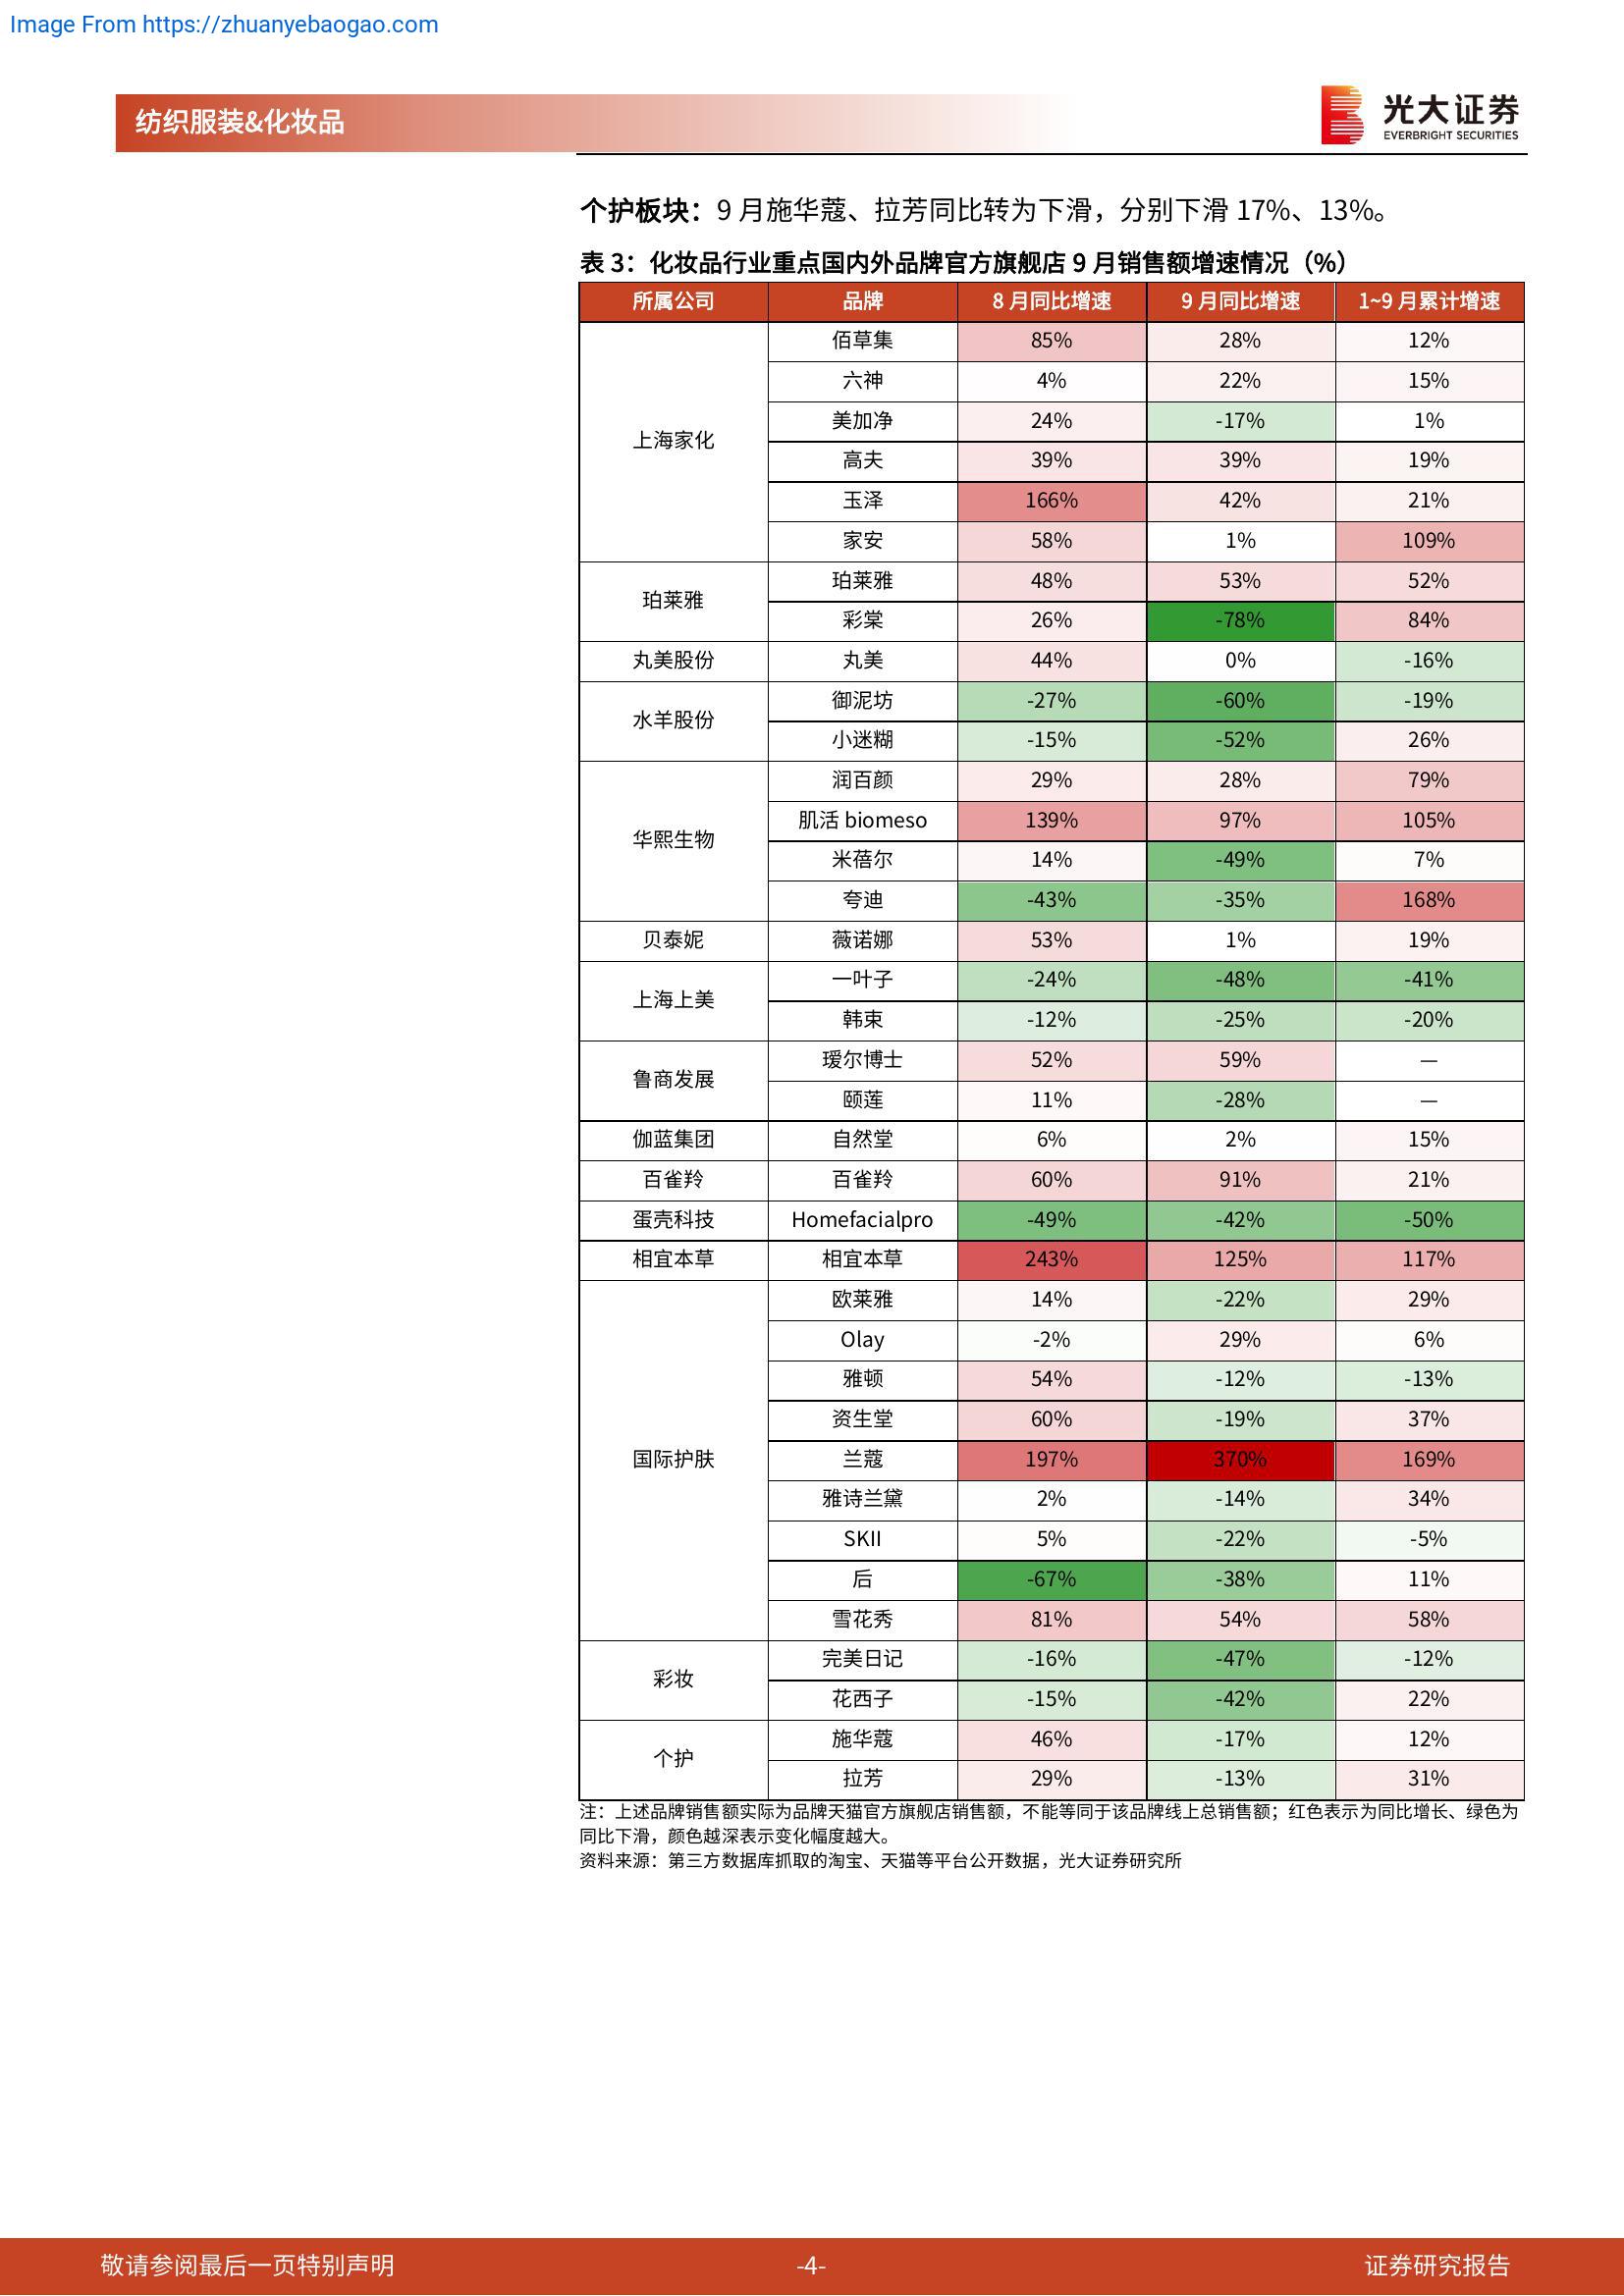 Image From https://zhuanyebaogao.com
纺织服装&化妆品
光大证券
EVERBRIGHT SECURITIES
个护板块：9 月施华蔻、拉芳同比转为下滑，分别下滑 17%、13%。
表 3：化妆品行业重点国内外品牌官方旗舰店 9 月销售额增速情况（%）
所属公司 品牌 8 月同比增速 9 月同比增速 1~9 月累计增速
上海家化 佰草集 85% 28% 12%
六神 4% 22% 15%
美加净 24% -17% 1%
高夫 39% 39% 19%
玉泽 166% 42% 21%
家安 58% 1% 109%
珀莱雅 珀莱雅 48% 53% 52%
彩棠 26% -78% 84%
丸美股份 丸美 44% 0% -16%
水羊股份 御泥坊 -27% -60% -19%
小迷糊 -15% -52% 26%
华熙生物 润百颜 29% 28% 79%
肌活 biomeso 139% 97% 105%
米蓓尔 14% -49% 7%
夸迪 -43% -35% 168%
贝泰妮 薇诺娜 53% 1% 19%
上海上美 一叶子 -24% -48% -41%
韩束 -12% -25% -20%
鲁商发展 瑷尔博士 52% 59% —
颐莲 11% -28% —
伽蓝集团 自然堂 6% 2% 15%
百雀羚 百雀羚 60% 91% 21%
蛋壳科技 Homefacialpro -49% -42% -50%
相宜本草 相宜本草 243% 125% 117%
国际护肤 欧莱雅 14% -22% 29%
Olay -2% 29% 6%
雅顿 54% -12% -13%
资生堂 60% -19% 37%
兰蔻 197% 370% 169%
雅诗兰黛 2% -14% 34%
SKII 5% -22% -5%
后 -67% -38% 11%
雪花秀 81% 54% 58%
彩妆 完美日记 -16% -47% -12%
花西子 -15% -42% 22%
个护 施华蔻 46% -17% 12%
拉芳 29% -13% 31%
注：上述品牌销售额实际为品牌天猫官方旗舰店销售额，不能等同于该品牌线上总销售额；红色表示为同比增长、绿色为
同比下滑，颜色越深表示变化幅度越大。
资料来源：第三方数据库抓取的淘宝、天猫等平台公开数据，光大证券研究所
敬请参阅最后一页特别声明 -4- 证券研究报告